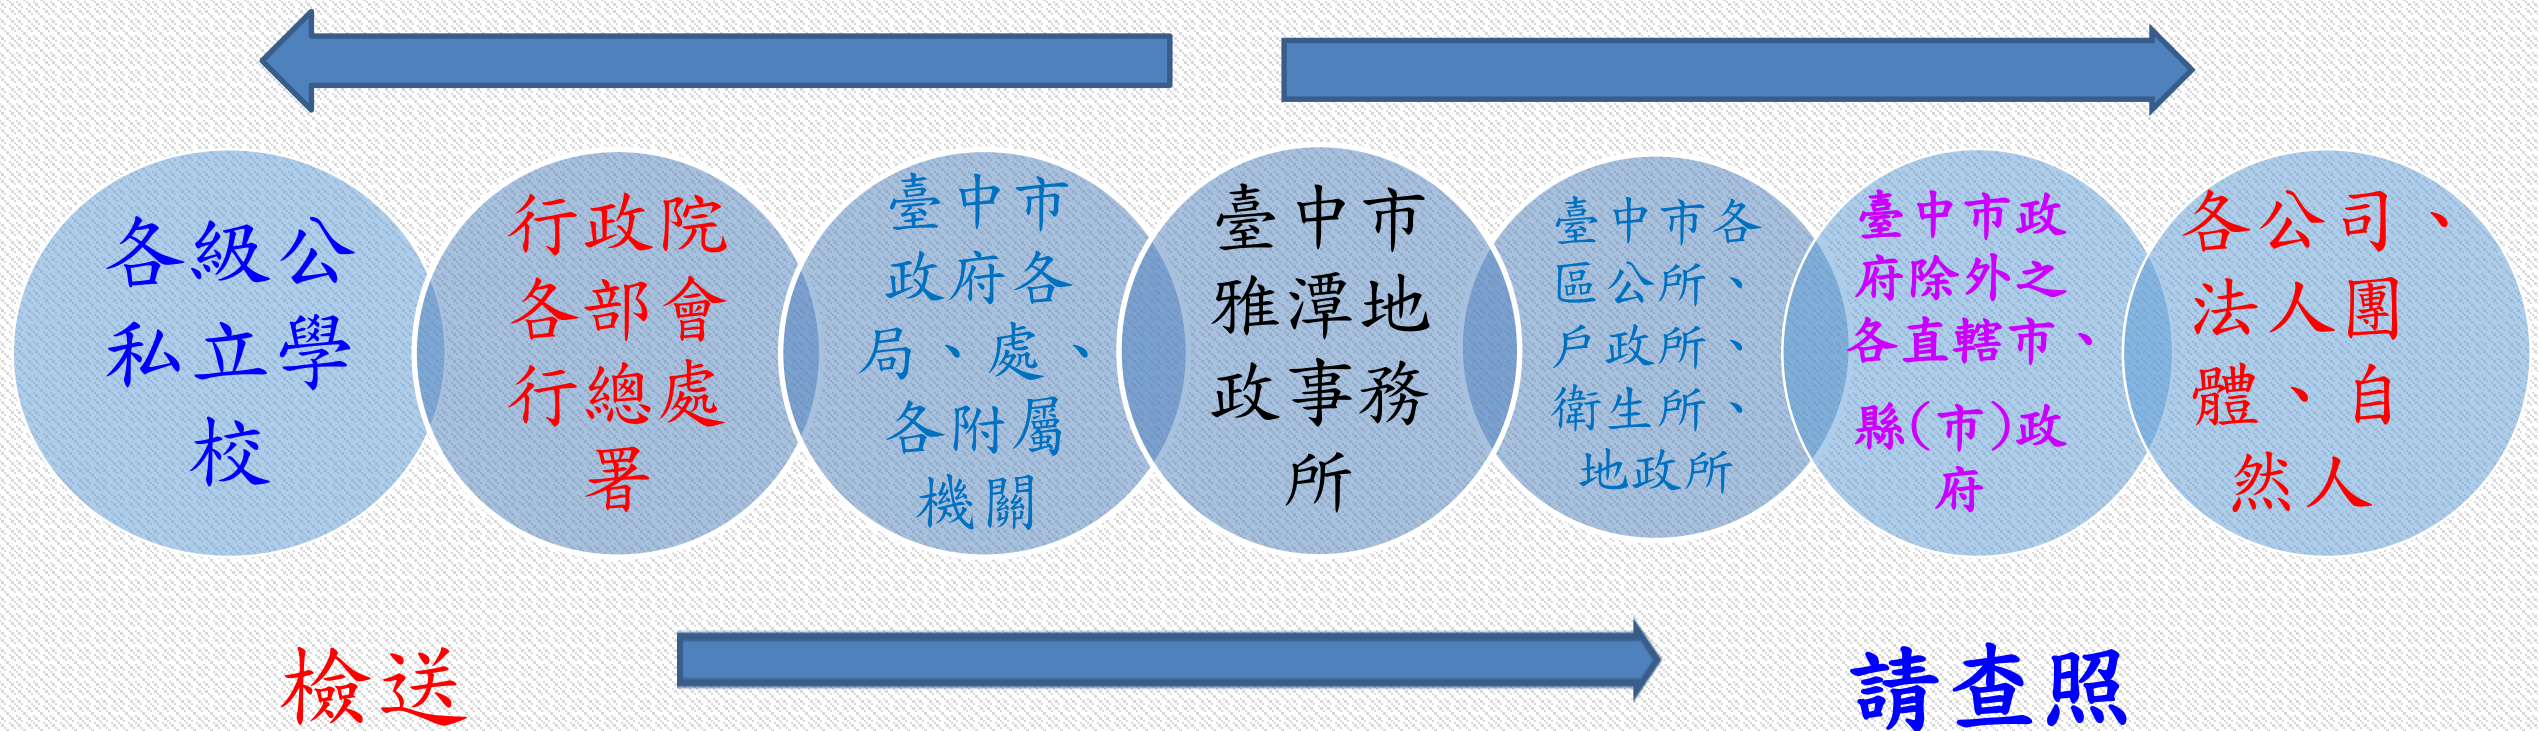 各級公
私立學
校
行政院
各部會
行總處
署
臺中市
政府各
局、處、
各附屬
機關
臺中市
雅潭地
政事務
所
臺中市各
區公所、
戶政所、
衛生所、
地政所
臺中市政
府除外之
各直轄市、
縣(市)政
府
各公司、
法人團
體、自
然人
檢送
請查照